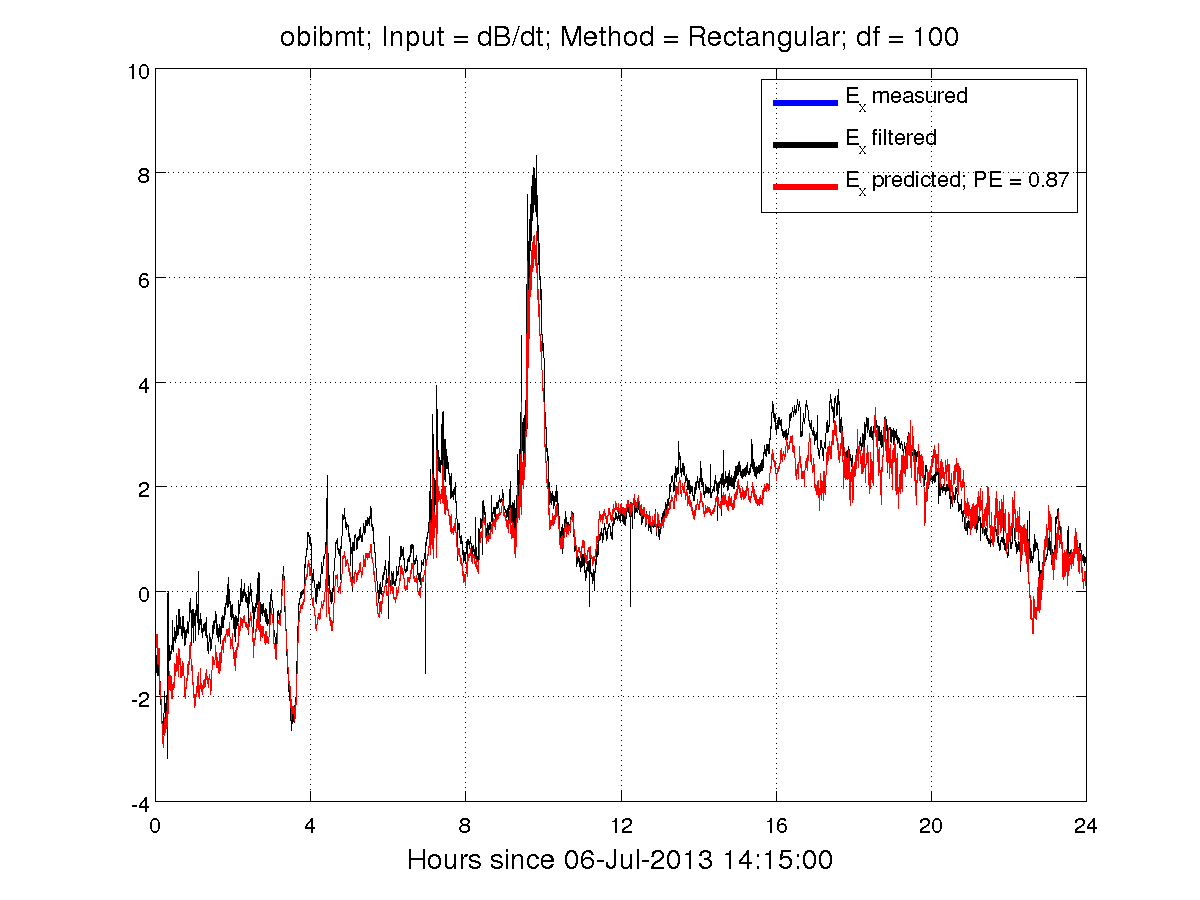 obibmt; Input = dB/dt; Method = Rectangular; df = 100
10
8
6
4
2
0
-2
-4
E_x measured
E_x filtered
E_x predicted; PE = 0.87
0 4 8 12 16 20 24
Hours since 06-Jul-2013 14:15:00